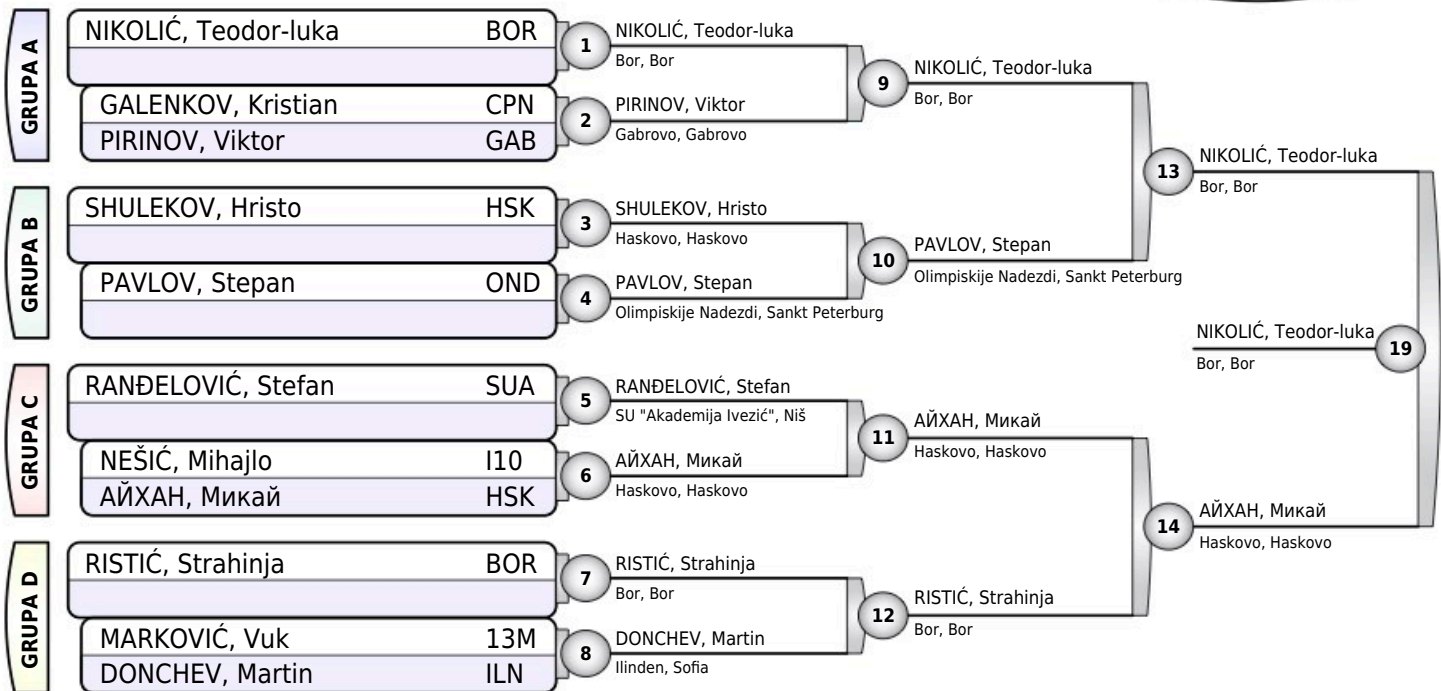 GRUPA A
NIKOLIĆ, Teodor-luka BOR
GALENKOV, Kristian CPN
PIRINOV, Viktor GAB
1
NIKOLIĆ, Teodor-luka
Bor, Bor
2
PIRINOV, Viktor
Gabrovo, Gabrovo
9
NIKOLIĆ, Teodor-luka
Bor, Bor
GRUPA B
SHULEKOV, Hristo HSK
PAVLOV, Stepan OND
3
SHULEKOV, Hristo
Haskovo, Haskovo
4
PAVLOV, Stepan
Olimpiskije Nadezdi, Sankt Peterburg
10
PAVLOV, Stepan
Olimpiskije Nadezdi, Sankt Peterburg
13
NIKOLIĆ, Teodor-luka
Bor, Bor
GRUPA C
RANĐELOVIĆ, Stefan SUA
NEŠIĆ, Mihajlo I10
АЙХАН, Микай HSK
5
RANĐELOVIĆ, Stefan
SU "Akademija Ivezić", Niš
6
АЙХАН, Микай
Haskovo, Haskovo
11
АЙХАН, Микай
Haskovo, Haskovo
GRUPA D
RISTIĆ, Strahinja BOR
MARKOVIĆ, Vuk 13M
DONCHEV, Martin ILN
7
RISTIĆ, Strahinja
Bor, Bor
8
DONCHEV, Martin
Ilinden, Sofia
12
RISTIĆ, Strahinja
Bor, Bor
14
АЙХАН, Микай
Haskovo, Haskovo
NIKOLIĆ, Teodor-luka
Bor, Bor
19